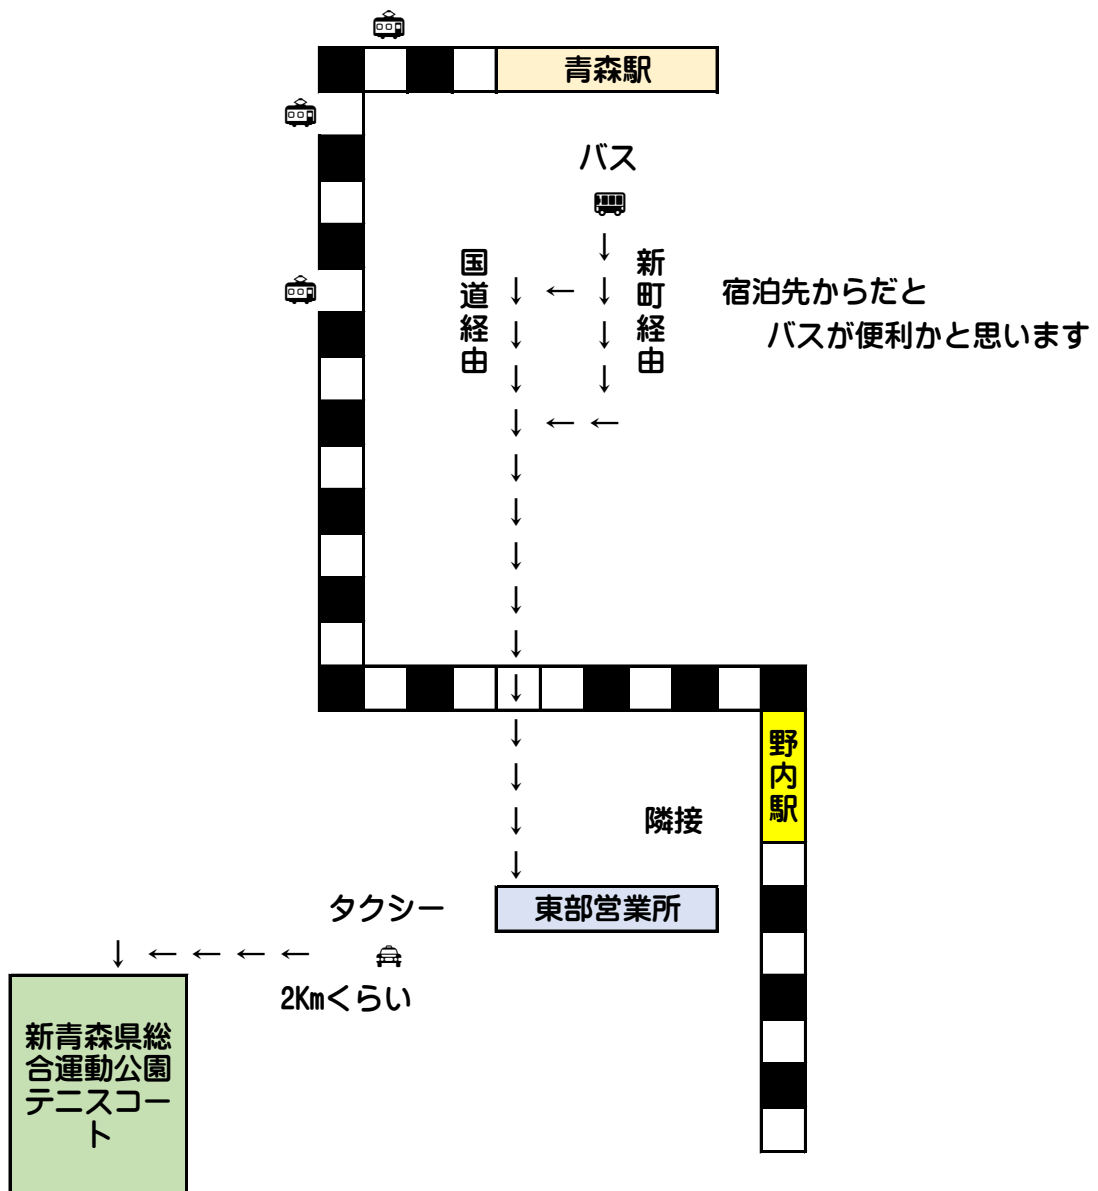 青森駅
バス
国道経由
新町経由
宿泊先からだと
バスが便利かと思います
野内駅
隣接
タクシー
東部営業所
2Kmくらい
新青森県総
合運動公園
テニスコー
ト